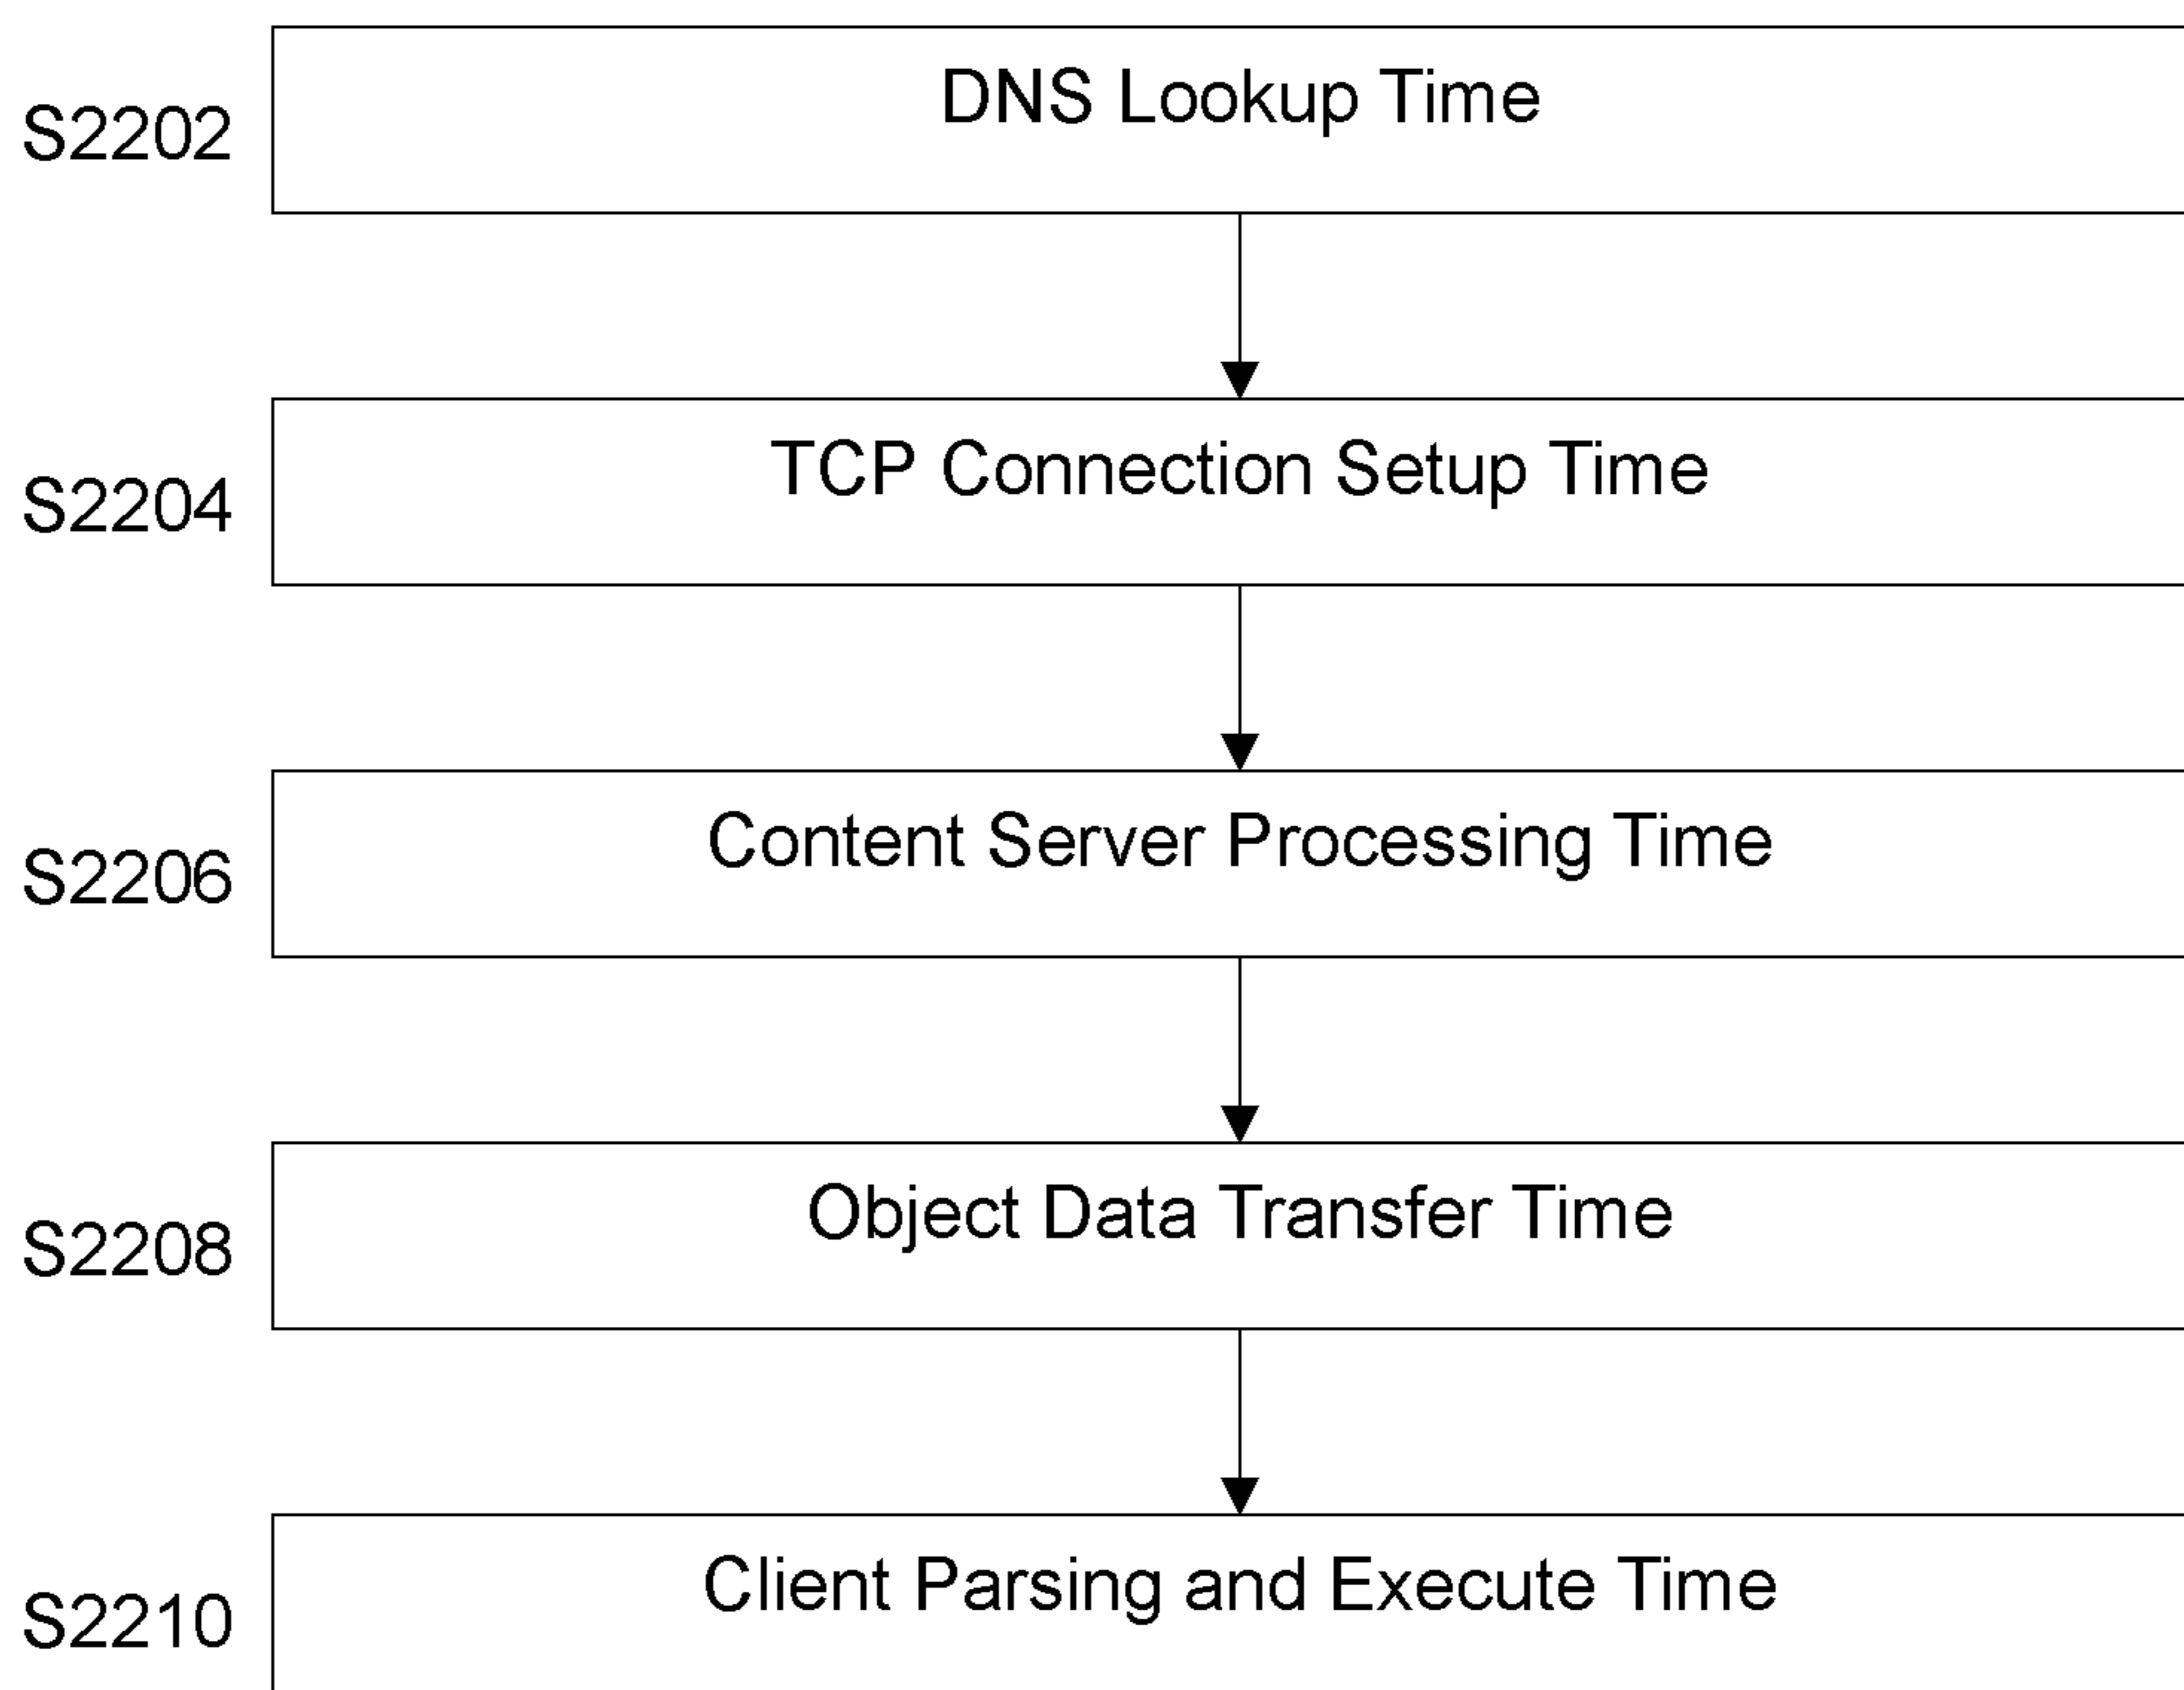 DNS Lookup Time
S2202
TCP Connection Setup Time
S2204
Content Server Processing Time
S2206
Object Data Transfer Time
S2208
Client Parsing and Execute Time
S2210